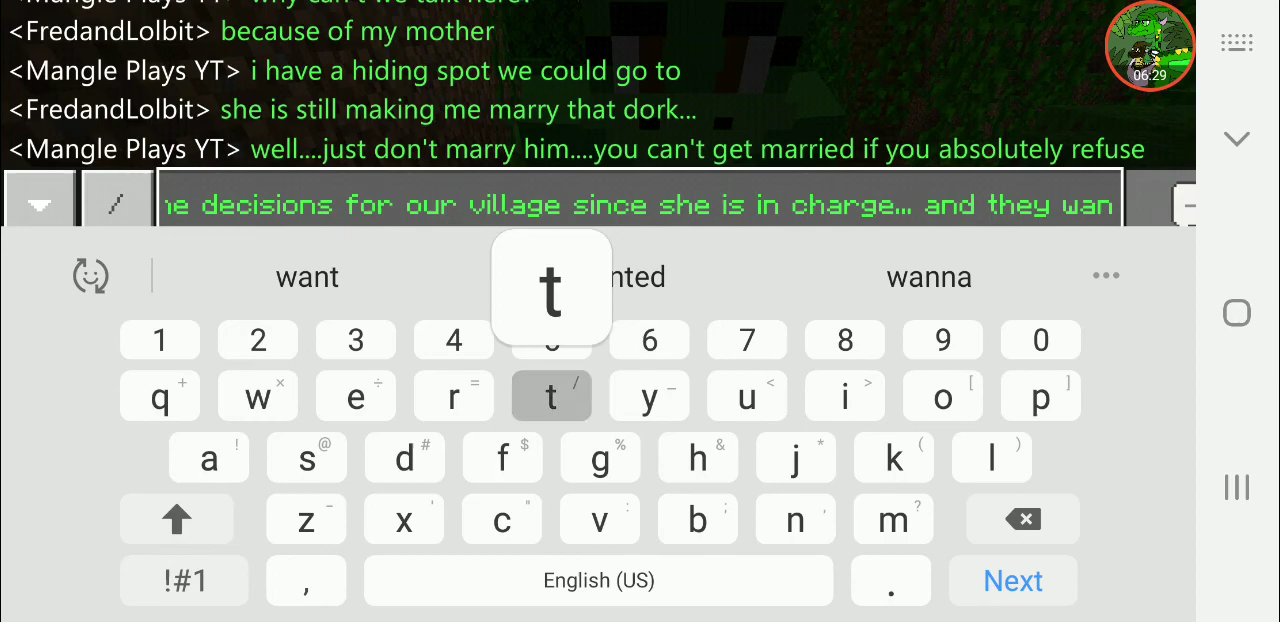 <FredandLolbit> because of my mother
<Mangle Plays YT> i have a hiding spot we could go to
<FredandLolbit> she is still making me marry that dork...
<Mangle Plays YT> well....just don't marry him....you can't get married if you absolutely refuse
06:29
/ decisions for our village since she is in charge... and they wan
want wanna
t
1 2 3 4 6 7 8 9 0
q + w × e ÷ r = t / y _ u < i > o [ p ]
a ! s @ d # f $ g % h & j * k ( l )
z - x ' c " v : b ; n , m ?
!#1 , English (US) . Next